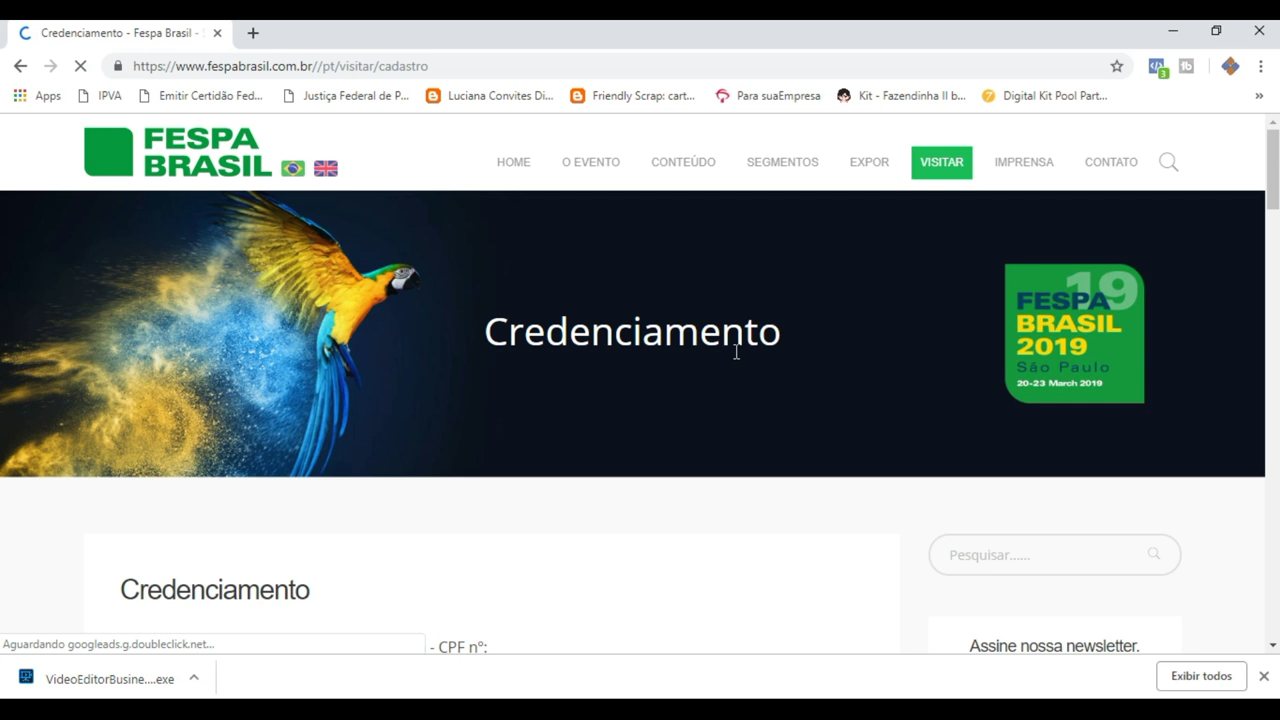 Credenciamento - Fespa Brasil -
https://www.fespabrasil.com.br//pt/visitar/cadastro
3
Apps
IPVA
Emitir Certidão Fed...
Justiça Federal de P...
Luciana Convites Di...
Friendly Scrap: cart...
Para suaEmpresa
Kit - Fazendinha II b...
Digital Kit Pool Part...
»
FESPA
BRASIL
HOME
O EVENTO
CONTEÚDO
SEGMENTOS
EXPOR
VISITAR
IMPRENSA
CONTATO
Credenciamento
19
FESPA
BRASIL
2019
São Paulo
20-23 March 2019
Pesquisar......
Credenciamento
- CPF nº:
Assine nossa newsletter.
Aguardando googleads.g.doubleclick.net...
VideoEditorBusine....exe
Exibir todos